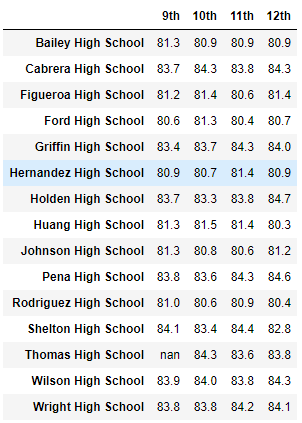 9th 10th 11th 12th
Bailey High School 81.3 80.9 80.9 80.9
Cabrera High School 83.7 84.3 83.8 84.3
Figueroa High School 81.2 81.4 80.6 81.4
Ford High School 80.6 81.3 80.4 80.7
Griffin High School 83.4 83.7 84.3 84.0
Hernandez High School 80.9 80.7 81.4 80.9
Holden High School 83.7 83.3 83.8 84.7
Huang High School 81.3 81.5 81.4 80.3
Johnson High School 81.3 80.8 80.6 81.2
Pena High School 83.8 83.6 84.3 84.6
Rodriguez High School 81.0 80.6 80.9 80.4
Shelton High School 84.1 83.4 84.4 82.8
Thomas High School nan 84.3 83.6 83.8
Wilson High School 83.9 84.0 83.8 84.3
Wright High School 83.8 83.8 84.2 84.1